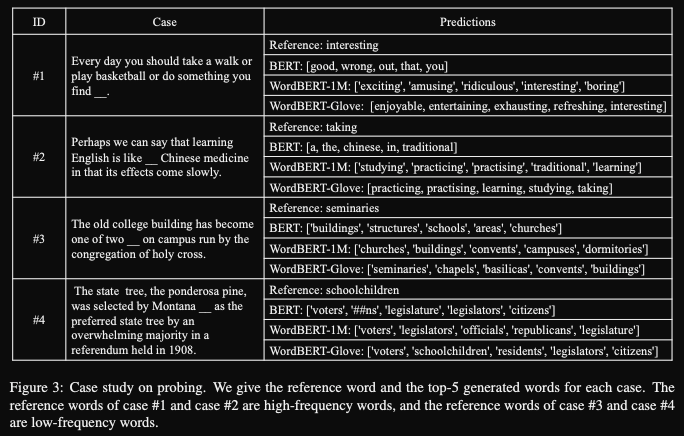 ID Case Predictions
#1
Every day you should take a walk or
play basketball or do something you
find __.
Reference: interesting
BERT: [good, wrong, out, that, you]
WordBERT-1M: ['exciting', 'amusing', 'ridiculous', 'interesting', 'boring']
WordBERT-Glove: [enjoyable, entertaining, exhausting, refreshing, interesting]
#2
Perhaps we can say that learning
English is like __ Chinese medicine
in that its effects come slowly.
Reference: taking
BERT: [a, the, chinese, in, traditional]
WordBERT-1M: ['studying', 'practicing', 'practising', 'traditional', 'learning']
WordBERT-Glove: [practicing, practising, learning, studying, taking]
#3
The old college building has become
one of two __ on campus run by the
congregation of holy cross.
Reference: seminaries
BERT: ['buildings', 'structures', 'schools', 'areas', 'churches']
WordBERT-1M: ['churches', 'buildings', 'convents', 'campuses', 'dormitories']
WordBERT-Glove: ['seminaries', 'chapels', 'basilicas', 'convents', 'buildings']
#4
The state tree, the ponderosa pine,
was selected by Montana __ as the
preferred state tree by an
overwhelming majority in a
referendum held in 1908.
Reference: schoolchildren
BERT: ['voters', '##ns', 'legislature', 'legislators', 'citizens']
WordBERT-1M: ['voters', 'legislators', 'officials', 'republicans', 'legislature']
WordBERT-Glove: ['voters', 'schoolchildren', 'residents', 'legislators', 'citizens']
Figure 3: Case study on probing. We give the reference word and the top-5 generated words for each case. The
reference words of case #1 and case #2 are high-frequency words, and the reference words of case #3 and case #4
are low-frequency words.